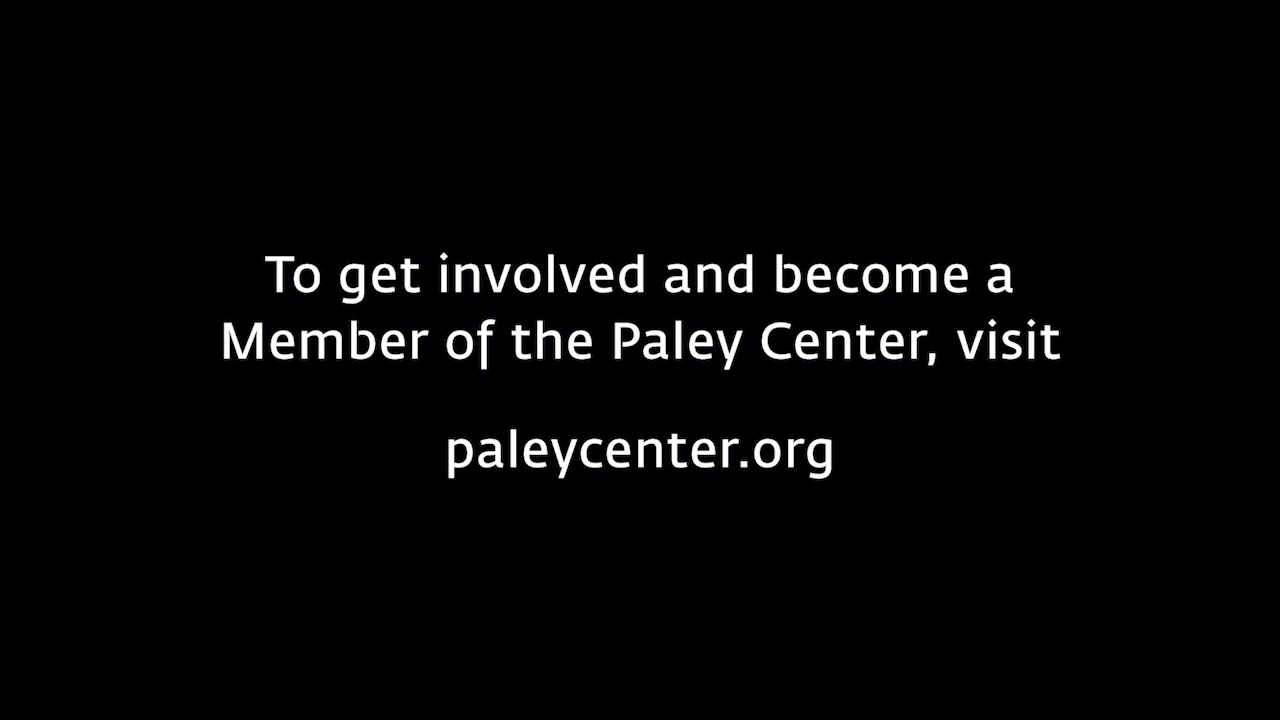 To get involved and become a
Member of the Paley Center, visit
paleycenter.org